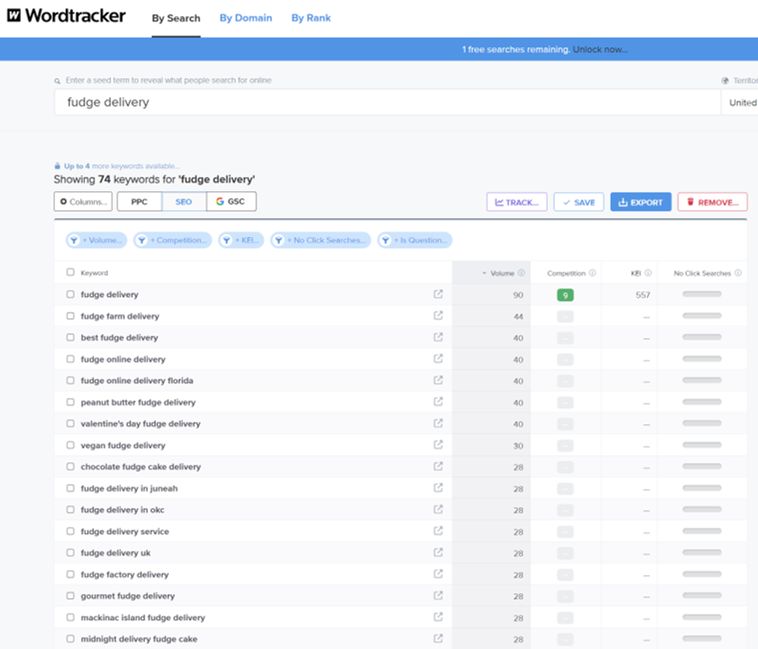 Wordtracker By Search By Domain By Rank
1 free searches remaining. Unlock now...
Enter a seed term to reveal what people search for online Territor
fudge delivery United
Up to 4 more keywords available...
Showing 74 keywords for 'fudge delivery'
Columns... PPC SEO GSC TRACK... SAVE EXPORT REMOVE...
+ Volume... + Competition... + KEI... + No Click Searches... + Is Question...
Keyword Volume Competition KEI No Click Searches
fudge delivery 90 9 557
fudge farm delivery 44 - ...
best fudge delivery 40 - ...
fudge online delivery 40 - ...
fudge online delivery florida 40 - ...
peanut butter fudge delivery 40 - ...
valentine's day fudge delivery 40 - ...
vegan fudge delivery 30 - ...
chocolate fudge cake delivery 28 - ...
fudge delivery in juneah 28 - ...
fudge delivery in okc 28 - ...
fudge delivery service 28 - ...
fudge delivery uk 28 - ...
fudge factory delivery 28 - ...
gourmet fudge delivery 28 - ...
mackinac island fudge delivery 28 - ...
midnight delivery fudge cake 28 - ...